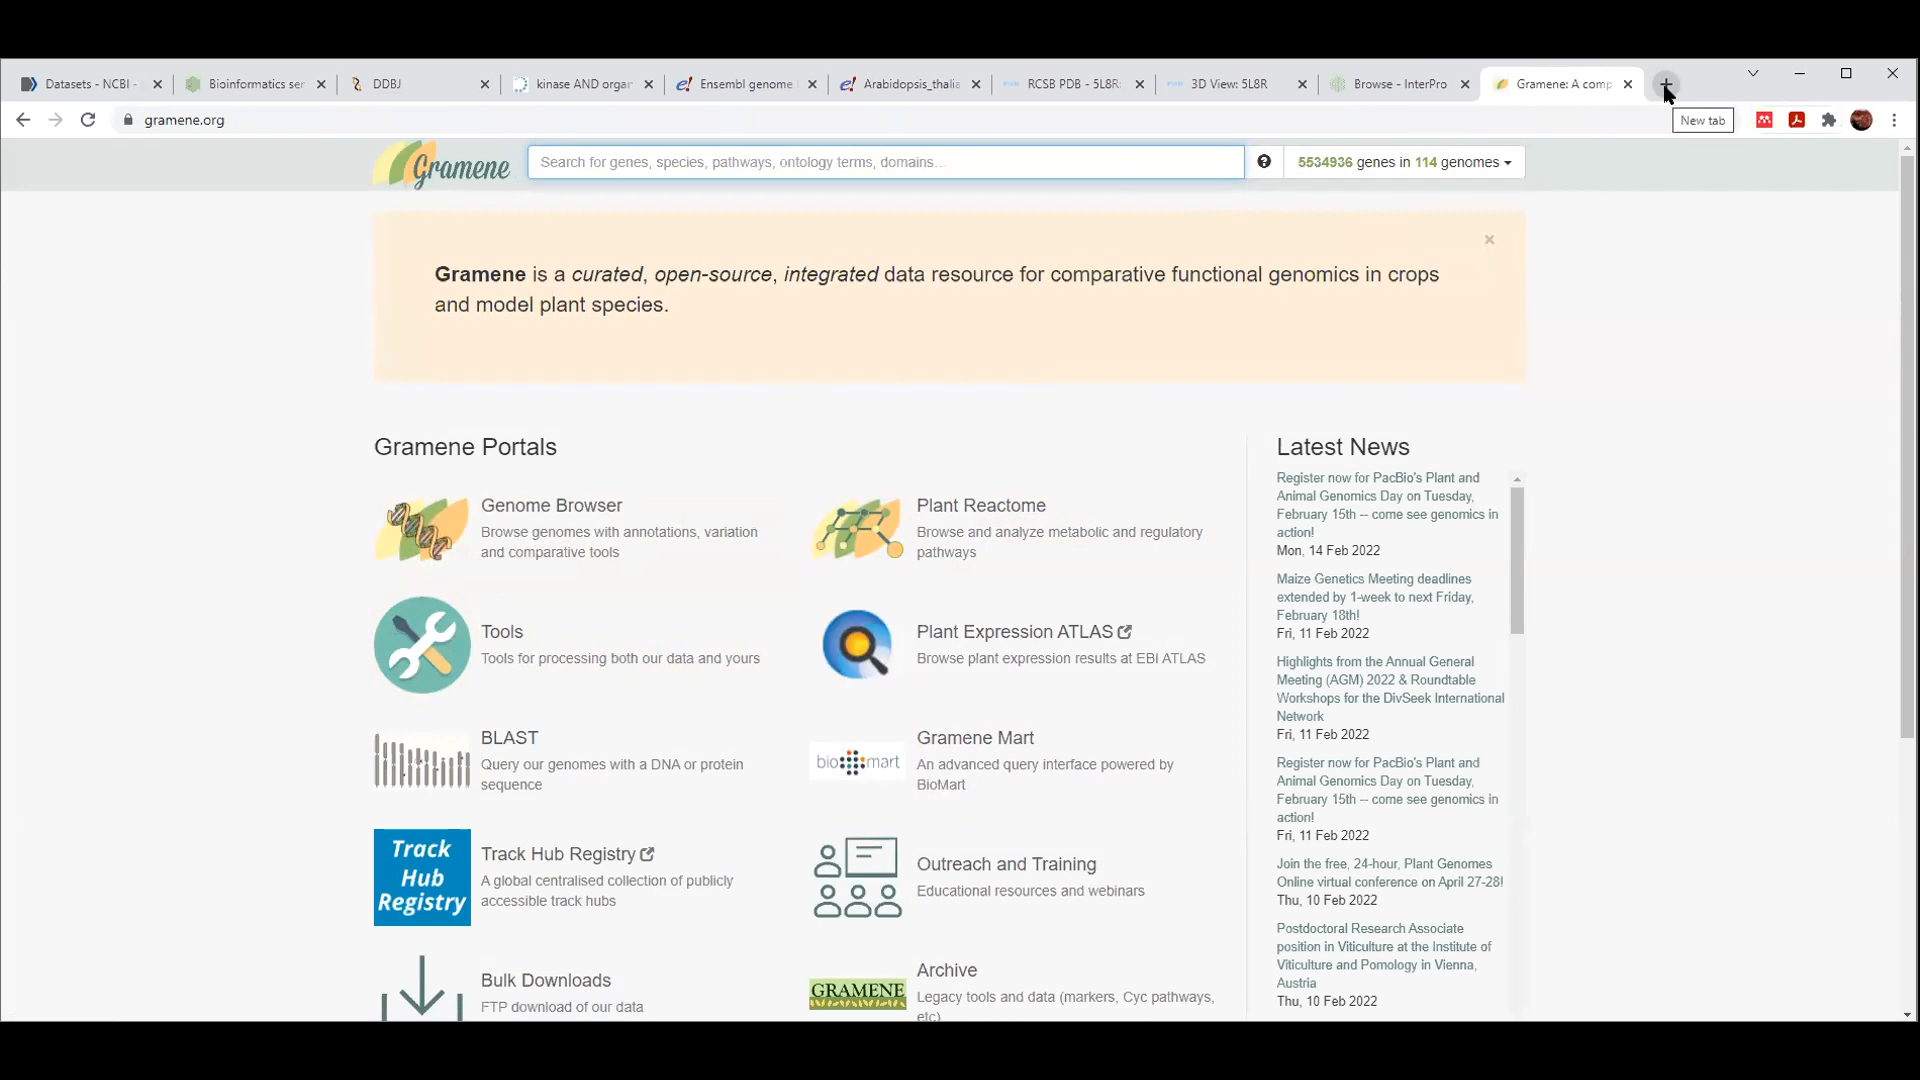 Datasets - NCBI -
Bioinformatics ser
DDBJ
kinase AND organ
Ensembl genome
Arabidopsis_thalia
RCSB PDB - 5L8R:
3D View: 5L8R
Browse - InterPro
Gramene: A comp
gramene.org
New tab
Gramene
Search for genes, species, pathways, ontology terms, domains…
5534936 genes in 114 genomes
Gramene is a curated, open-source, integrated data resource for comparative functional genomics in crops
and model plant species.
Gramene Portals
Genome Browser
Browse genomes with annotations, variation
and comparative tools
Plant Reactome
Browse and analyze metabolic and regulatory
pathways
Tools
Tools for processing both our data and yours
Plant Expression ATLAS
Browse plant expression results at EBI ATLAS
BLAST
Query our genomes with a DNA or protein
sequence
biomart
Gramene Mart
An advanced query interface powered by
BioMart
Track
Hub
Registry
Track Hub Registry
A global centralised collection of publicly
accessible track hubs
Outreach and Training
Educational resources and webinars
Bulk Downloads
FTP download of our data
GRAMENE
Archive
Legacy tools and data (markers, Cyc pathways,
etc)
Latest News
Register now for PacBio's Plant and
Animal Genomics Day on Tuesday,
February 15th -- come see genomics in
action!
Mon, 14 Feb 2022
Maize Genetics Meeting deadlines
extended by 1-week to next Friday,
February 18th!
Fri, 11 Feb 2022
Highlights from the Annual General
Meeting (AGM) 2022 & Roundtable
Workshops for the DivSeek International
Network
Fri, 11 Feb 2022
Register now for PacBio's Plant and
Animal Genomics Day on Tuesday,
February 15th -- come see genomics in
action!
Fri, 11 Feb 2022
Join the free, 24-hour, Plant Genomes
Online virtual conference on April 27-28!
Thu, 10 Feb 2022
Postdoctoral Research Associate
position in Viticulture at the Institute of
Viticulture and Pomology in Vienna,
Austria
Thu, 10 Feb 2022